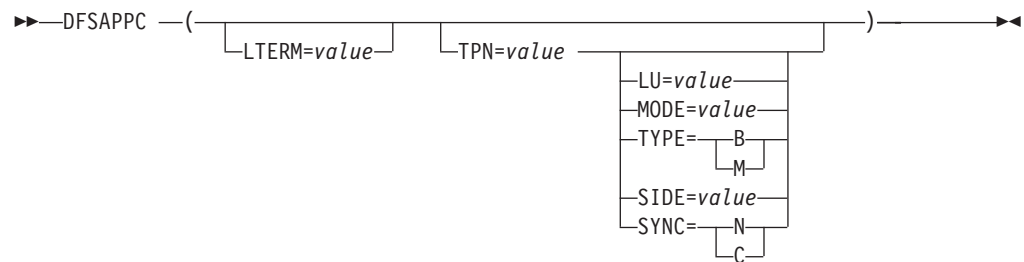 DFSAPPC ( )
LTERM=value TPN=value
LU=value
MODE=value
TYPE= B
M
SIDE=value
SYNC= N
C